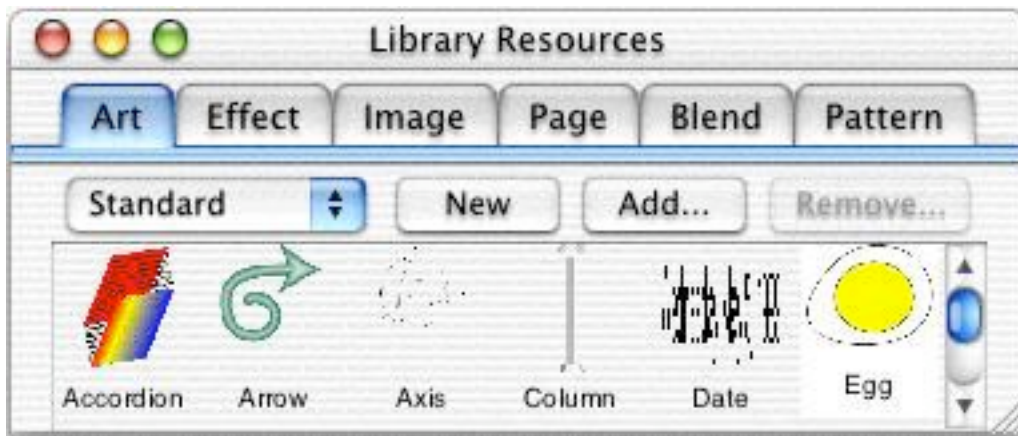 Library Resources
Art Effect Image Page Blend Pattern
Standard New Add... Remove...
Accordion Arrow Axis Column Date Egg